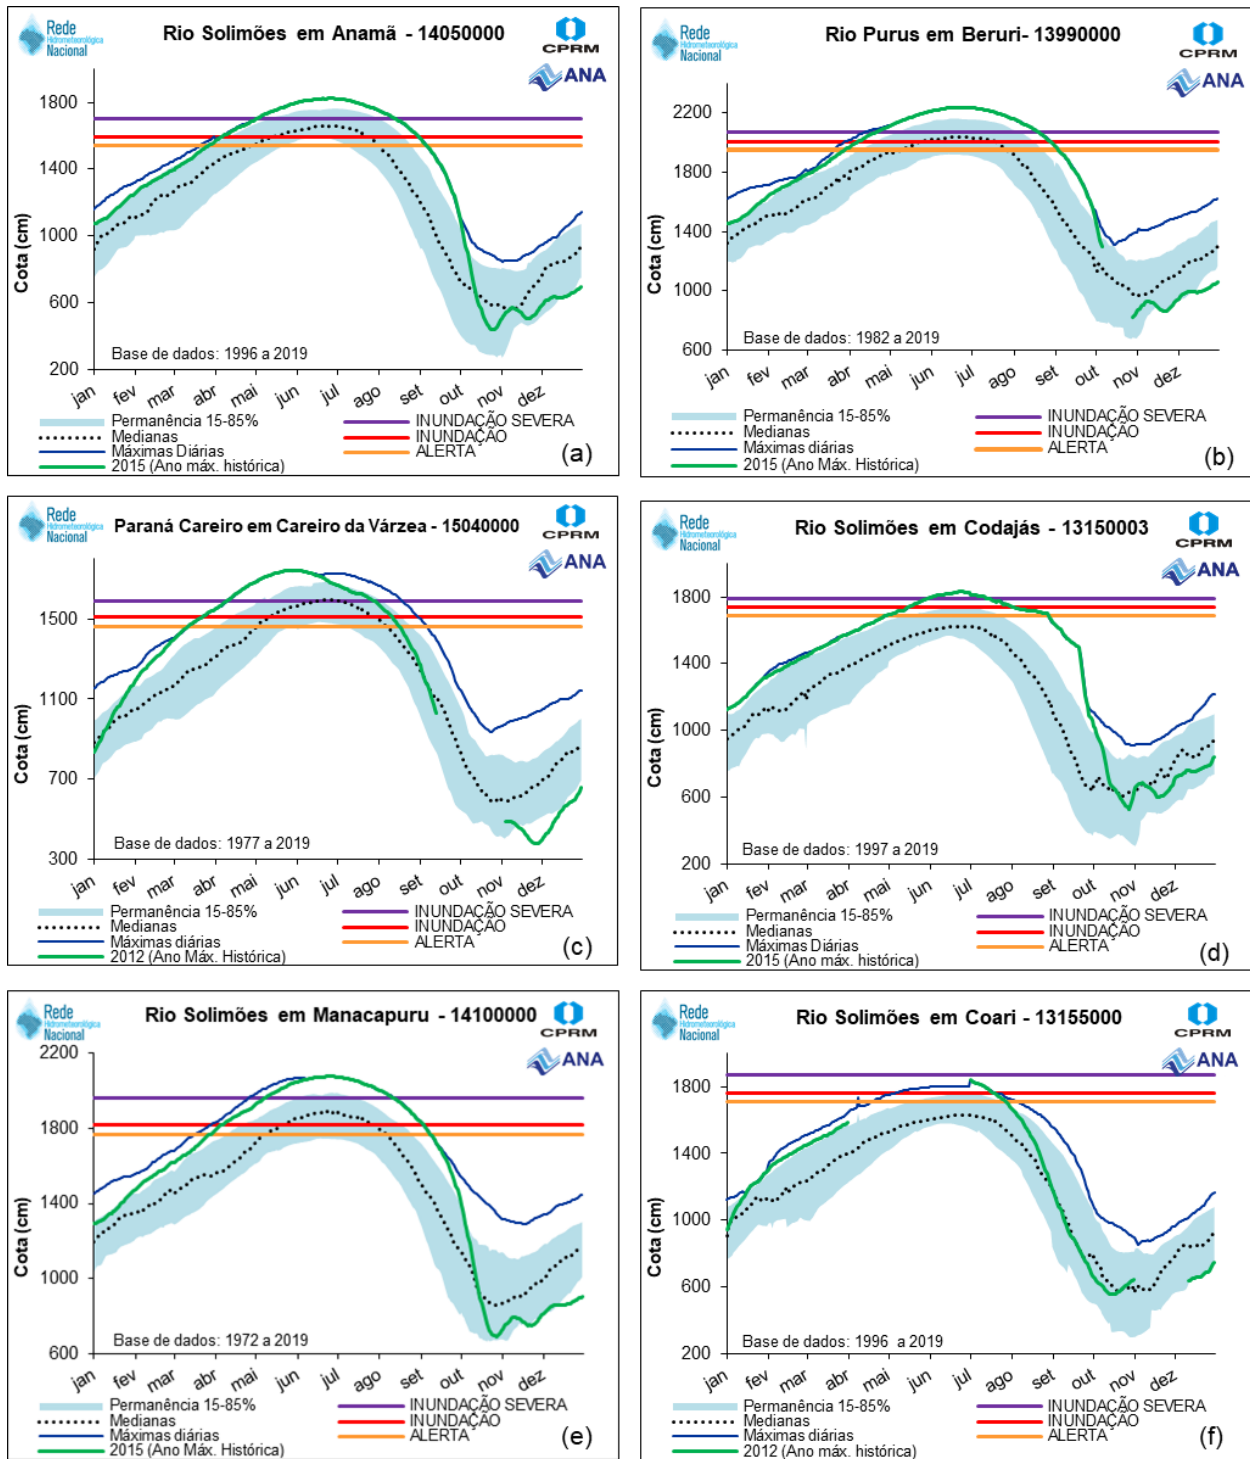 Rede
Hidrometeorológica
Nacional
Rio Solimões em Anamã - 14050000
CPRM
ANA
Cota (cm)
1800
1400
1000
600
200
Base de dados: 1996 a 2019
jan fev mar abr mai jun jul ago set out nov dez
Permanência 15-85%
Medianas
Máximas Diárias
2015 (Ano máx. histórica)
INUNDAÇÃO SEVERA
INUNDAÇÃO
ALERTA
(a)
Rede
Hidrometeorológica
Nacional
Rio Purus em Beruri- 13990000
CPRM
ANA
Cota (cm)
2200
1800
1400
1000
600
Base de dados: 1982 a 2019
jan fev mar abr mai jun jul ago set out nov dez
Permanência 15-85%
Medianas
Máximas diárias
2015 (Ano Máx. Histórica)
INUNDAÇÃO SEVERA
INUNDAÇÃO
ALERTA
(b)
Rede
Hidrometeorológica
Nacional
Paraná Careiro em Careiro da Várzea - 15040000
CPRM
ANA
Cota (cm)
1500
1100
700
300
Base de dados: 1977 a 2019
jan fev mar abr mai jun jul ago set out nov dez
Permanência 15-85%
Medianas
Máximas diárias
2012 (Ano Máx. Histórica)
INUNDAÇÃO SEVERA
INUNDAÇÃO
ALERTA
(c)
Rede
Hidrometeorológica
Nacional
Rio Solimões em Codajás - 13150003
CPRM
ANA
Cota (cm)
1800
1400
1000
600
200
Base de dados: 1997 a 2019
jan fev mar abr mai jun jul ago set out nov dez
Permanência 15-85%
Medianas
Máximas Diárias
2015 (Ano máx. histórica)
INUNDAÇÃO SEVERA
INUNDAÇÃO
ALERTA
(d)
Rede
Hidrometeorológica
Nacional
Rio Solimões em Manacapuru - 14100000
CPRM
ANA
Cota (cm)
2200
1800
1400
1000
600
Base de dados: 1972 a 2019
jan fev mar abr mai jun jul ago set out nov dez
Permanência 15-85%
Medianas
Máximas diárias
2015 (Ano Máx. Histórica)
INUNDAÇÃO SEVERA
INUNDAÇÃO
ALERTA
(e)
Rede
Hidrometeorológica
Nacional
Rio Solimões em Coari - 13155000
CPRM
ANA
Cota (cm)
1800
1400
1000
600
200
Base de dados: 1996 a 2019
jan fev mar abr mai jun jul ago set out nov dez
Permanência 15-85%
Medianas
Máximas diárias
2012 (Ano máx. histórica)
INUNDAÇÃO SEVERA
INUNDAÇÃO
ALERTA
(f)